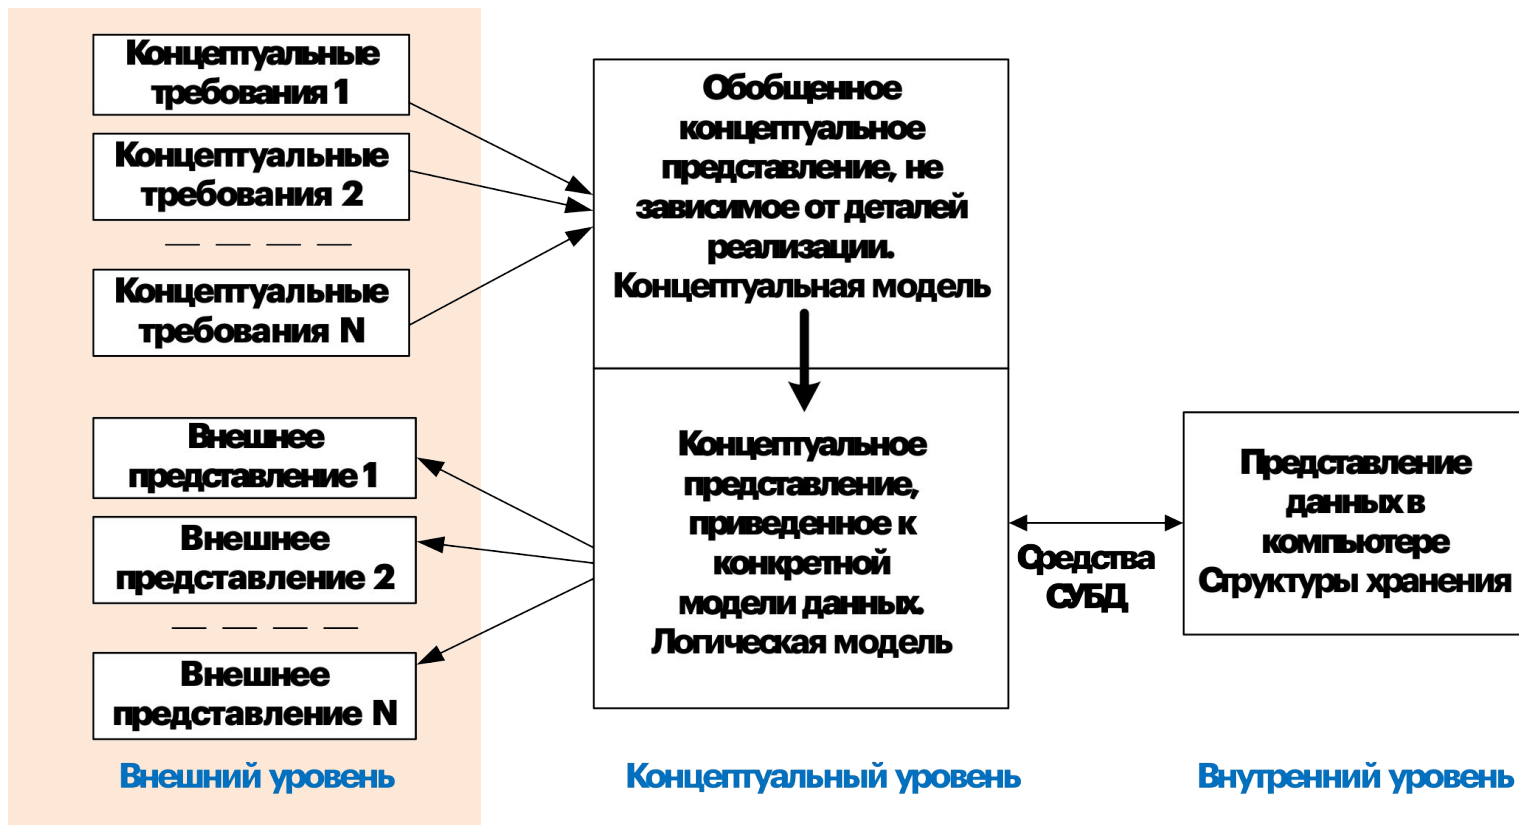 Концептуальные
требования 1
Концептуальные
требования 2
Концептуальные
требования N
Внешнее
представление 1
Внешнее
представление 2
Внешнее
представление N
Внешний уровень
Обобщенное
концептуальное
представление, не
зависимое от деталей
реализации.
Концептуальная модель
Концептуальное
представление,
приведенное к
конкретной
модели данных.
Логическая модель
Концептуальный уровень
Средства
СУБД
Представление
данных в
компьютере
Структуры хранения
Внутренний уровень